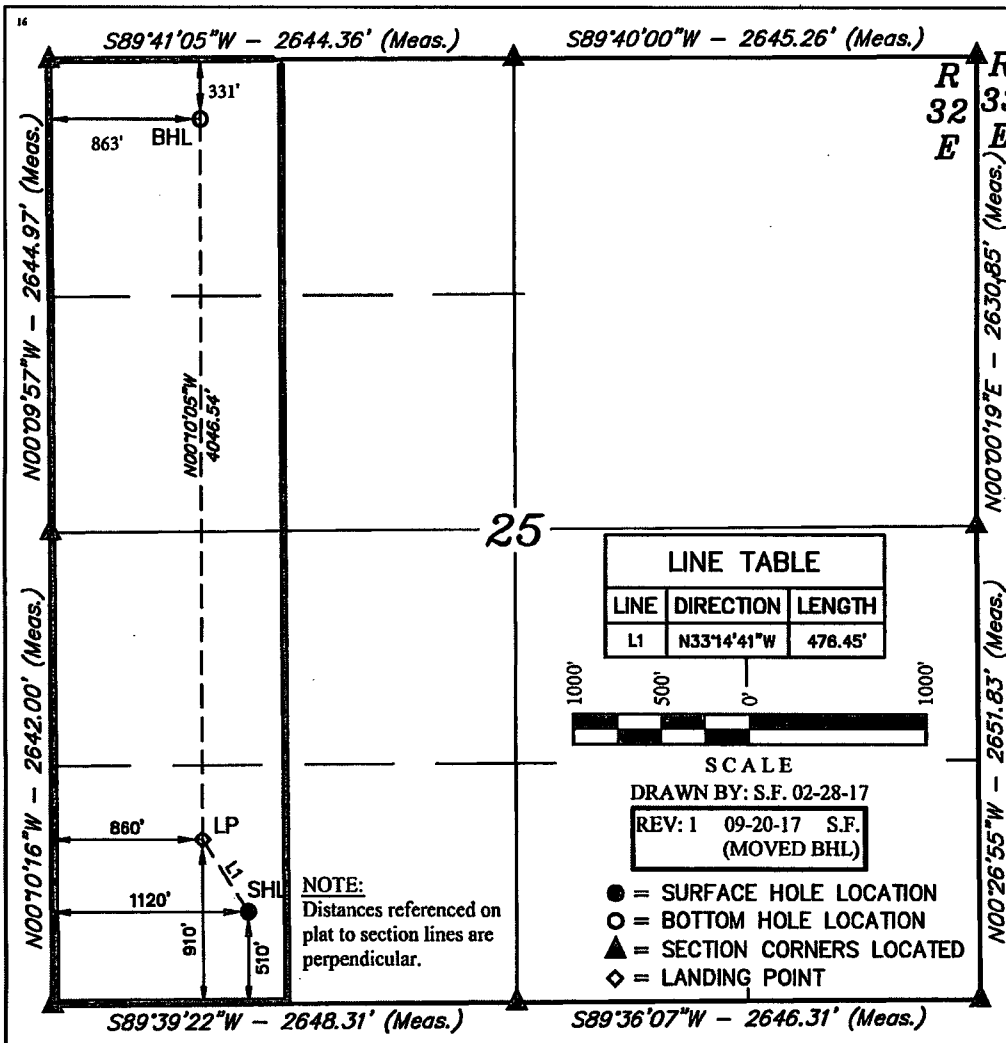 16
S89°41'05"W - 2644.36' (Meas.)
S89°40'00"W - 2645.26' (Meas.)
R
32
E
R
33
E
331'
863'
BHL
N00°09'57"W - 2644.97' (Meas.)
N00°00'19"E - 2630.85' (Meas.)
N00°10'05"W
4046.54'
25
LINE TABLE
LINE DIRECTION LENGTH
L1 N33°14'41"W 476.45'
1000' 500' 0' 1000'
SCALE
DRAWN BY: S.F. 02-28-17
REV: 1 09-20-17 S.F.
(MOVED BHL)
N00°10'16"W - 2642.00' (Meas.)
N00°26'55"W - 2651.83' (Meas.)
860'
LP
L1
SHL
1120'
910'
510'
NOTE:
Distances referenced on
plat to section lines are
perpendicular.
= SURFACE HOLE LOCATION
= BOTTOM HOLE LOCATION
= SECTION CORNERS LOCATED
= LANDING POINT
S89°39'22"W - 2648.31' (Meas.)
S89°36'07"W - 2646.31' (Meas.)